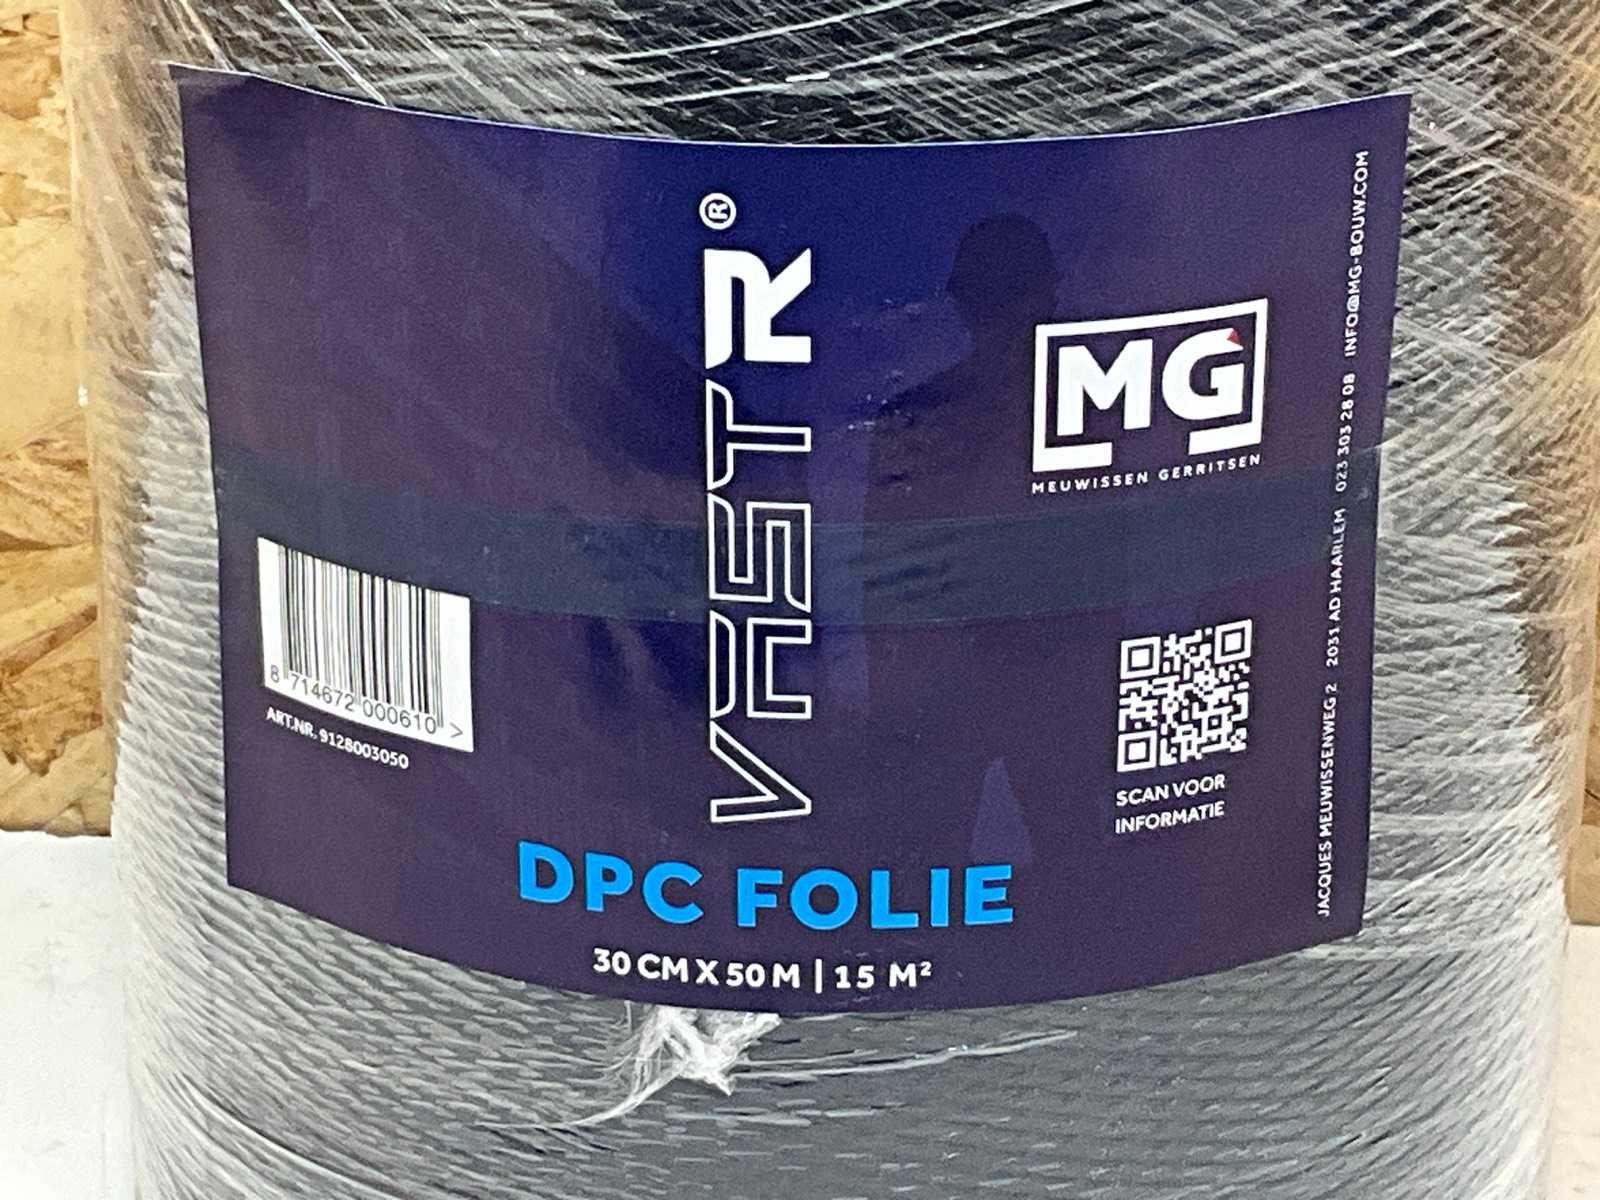 VASTR®
MG
MEUWISSEN GERRITSEN
JACQUES MEUWISSENWEG 2 2031 AD HAARLEM 023 303 28 08 INFO@MG-BOUW.COM
8 714672 000610 >
ART.NR. 9128003050
SCAN VOOR
INFORMATIE
DPC FOLIE
30 CM X 50 M | 15 M²